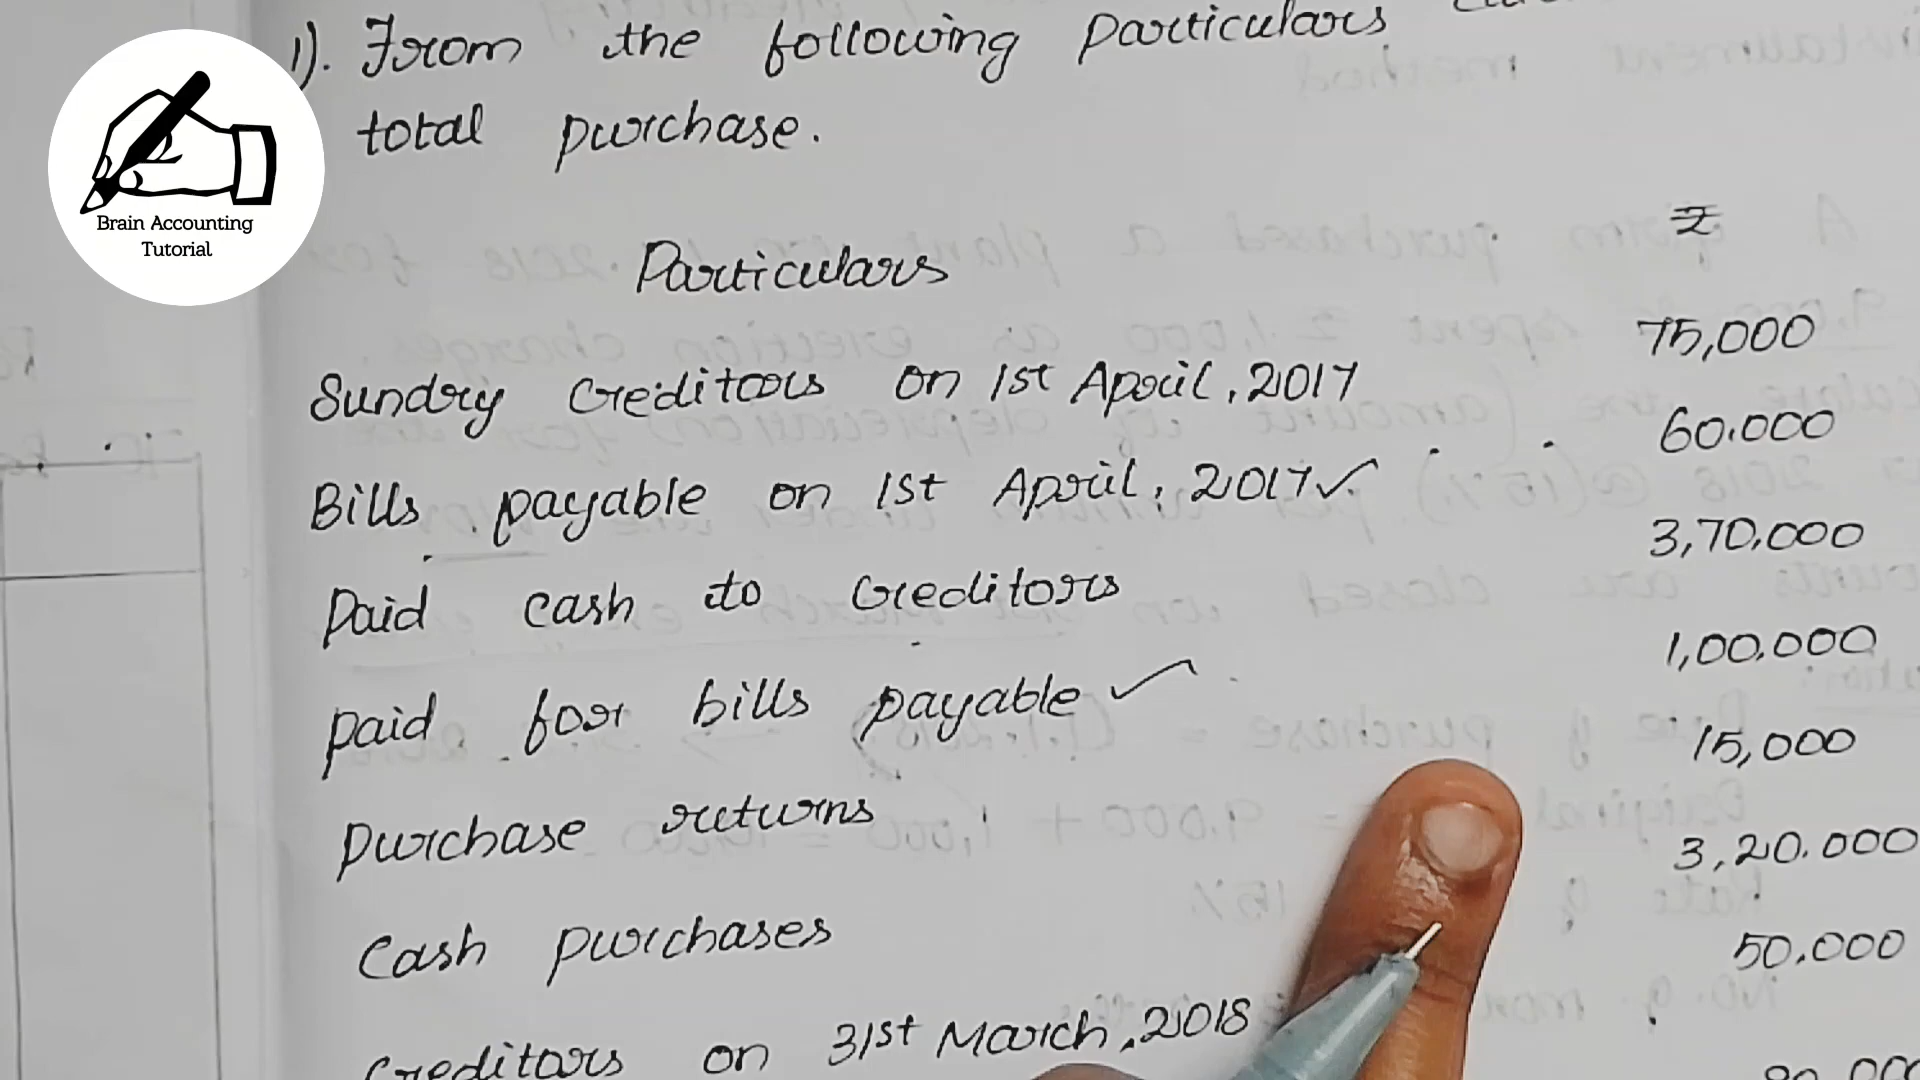 Brain Accounting
Tutorial
1). From the following particulars
total purchase.
Particulars ₹
Sundry creditors on 1st April, 2017 75,000
Bills payable on 1st April, 2017 ✓ 60.000
Paid cash to creditors 3,70,000
Paid for bills payable ✓ 1,00,000
Purchase returns 15,000
Cash purchases 3,20.000
Creditors on 31st March, 2018 50.000